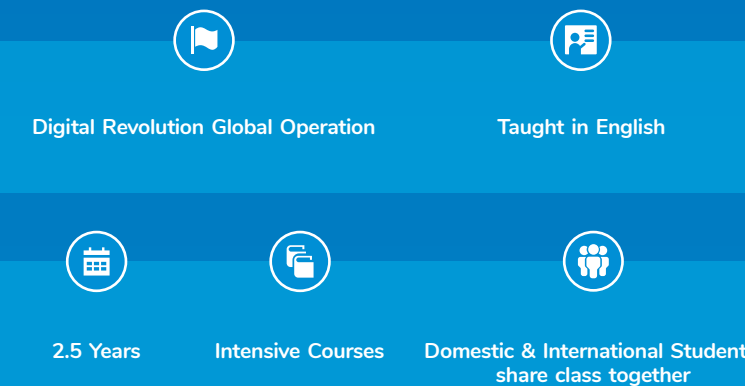 Digital Revolution Global Operation
Taught in English
2.5 Years
Intensive Courses
Domestic & International Student
share class together